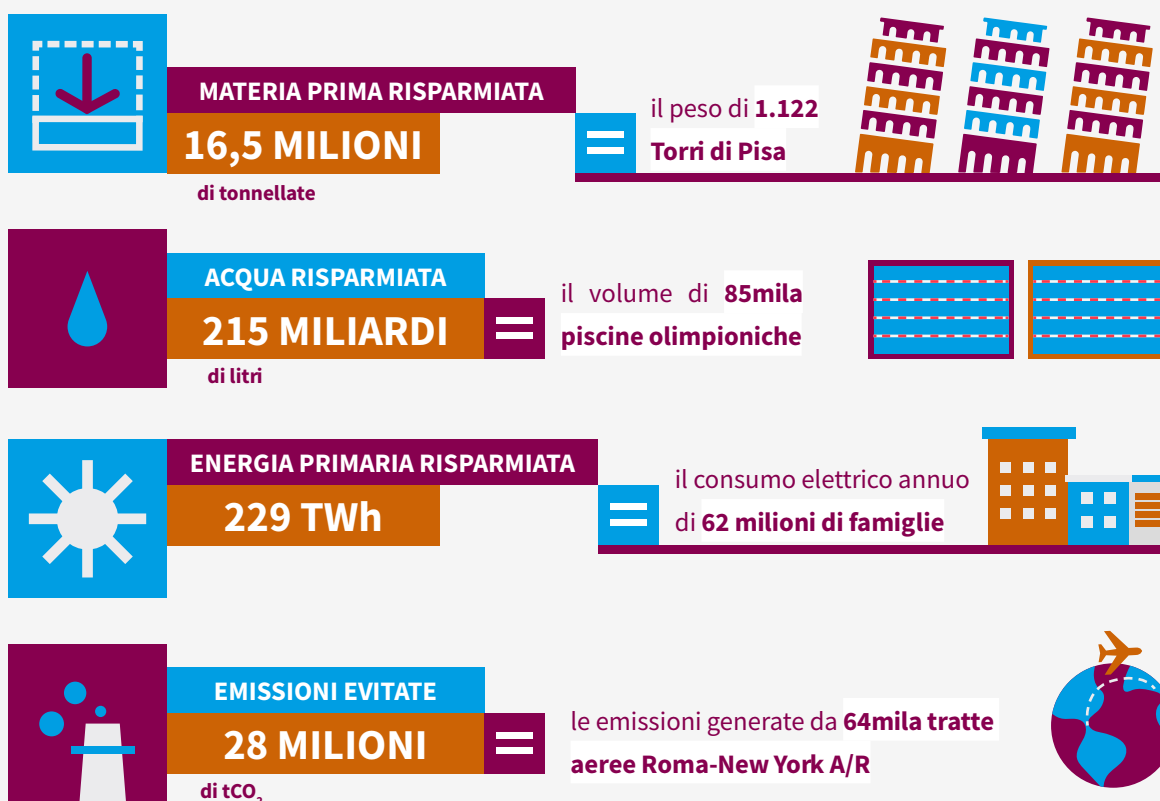 MATERIA PRIMA RISPARMIATA
16,5 MILIONI
di tonnellate
il peso di 1.122
Torri di Pisa
ACQUA RISPARMIATA
215 MILIARDI
di litri
il volume di 85mila
piscine olimpioniche
ENERGIA PRIMARIA RISPARMIATA
229 TWh
il consumo elettrico annuo
di 62 milioni di famiglie
EMISSIONI EVITATE
28 MILIONI
di tCO₂
le emissioni generate da 64mila tratte
aeree Roma-New York A/R